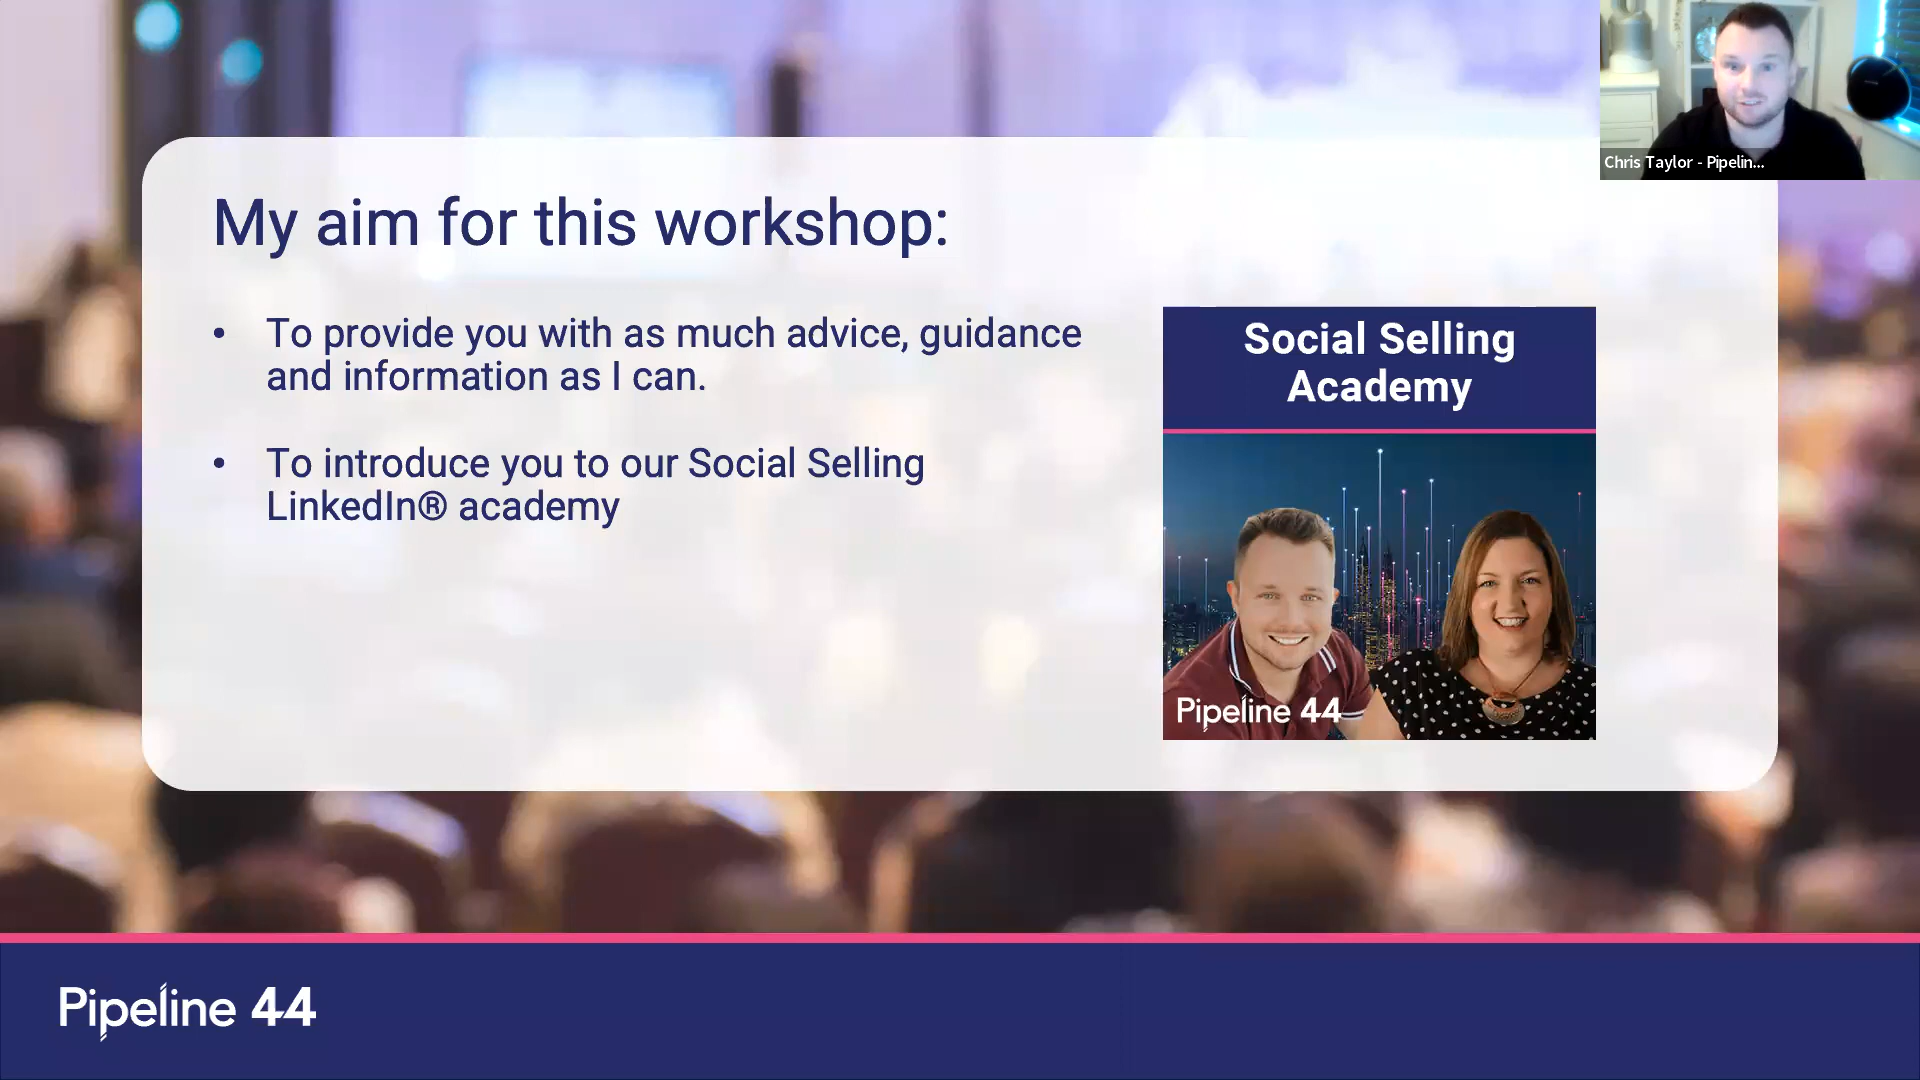 My aim for this workshop:
• To provide you with as much advice, guidance
and information as I can.
• To introduce you to our Social Selling
LinkedIn® academy
Social Selling
Academy
Pipeline 44
Chris Taylor - Pipelin...
Pipeline 44